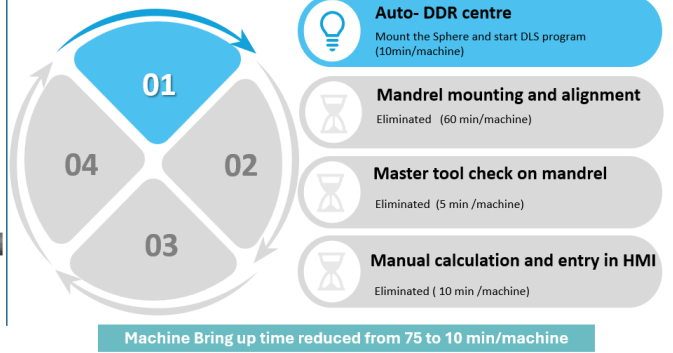 01
02
03
04
Auto- DDR centre
Mount the Sphere and start DLS program
(10min/machine)
Mandrel mounting and alignment
Eliminated (60 min/machine)
Master tool check on mandrel
Eliminated (5 min /machine)
Manual calculation and entry in HMI
Eliminated ( 10 min /machine)
Machine Bring up time reduced from 75 to 10 min/machine